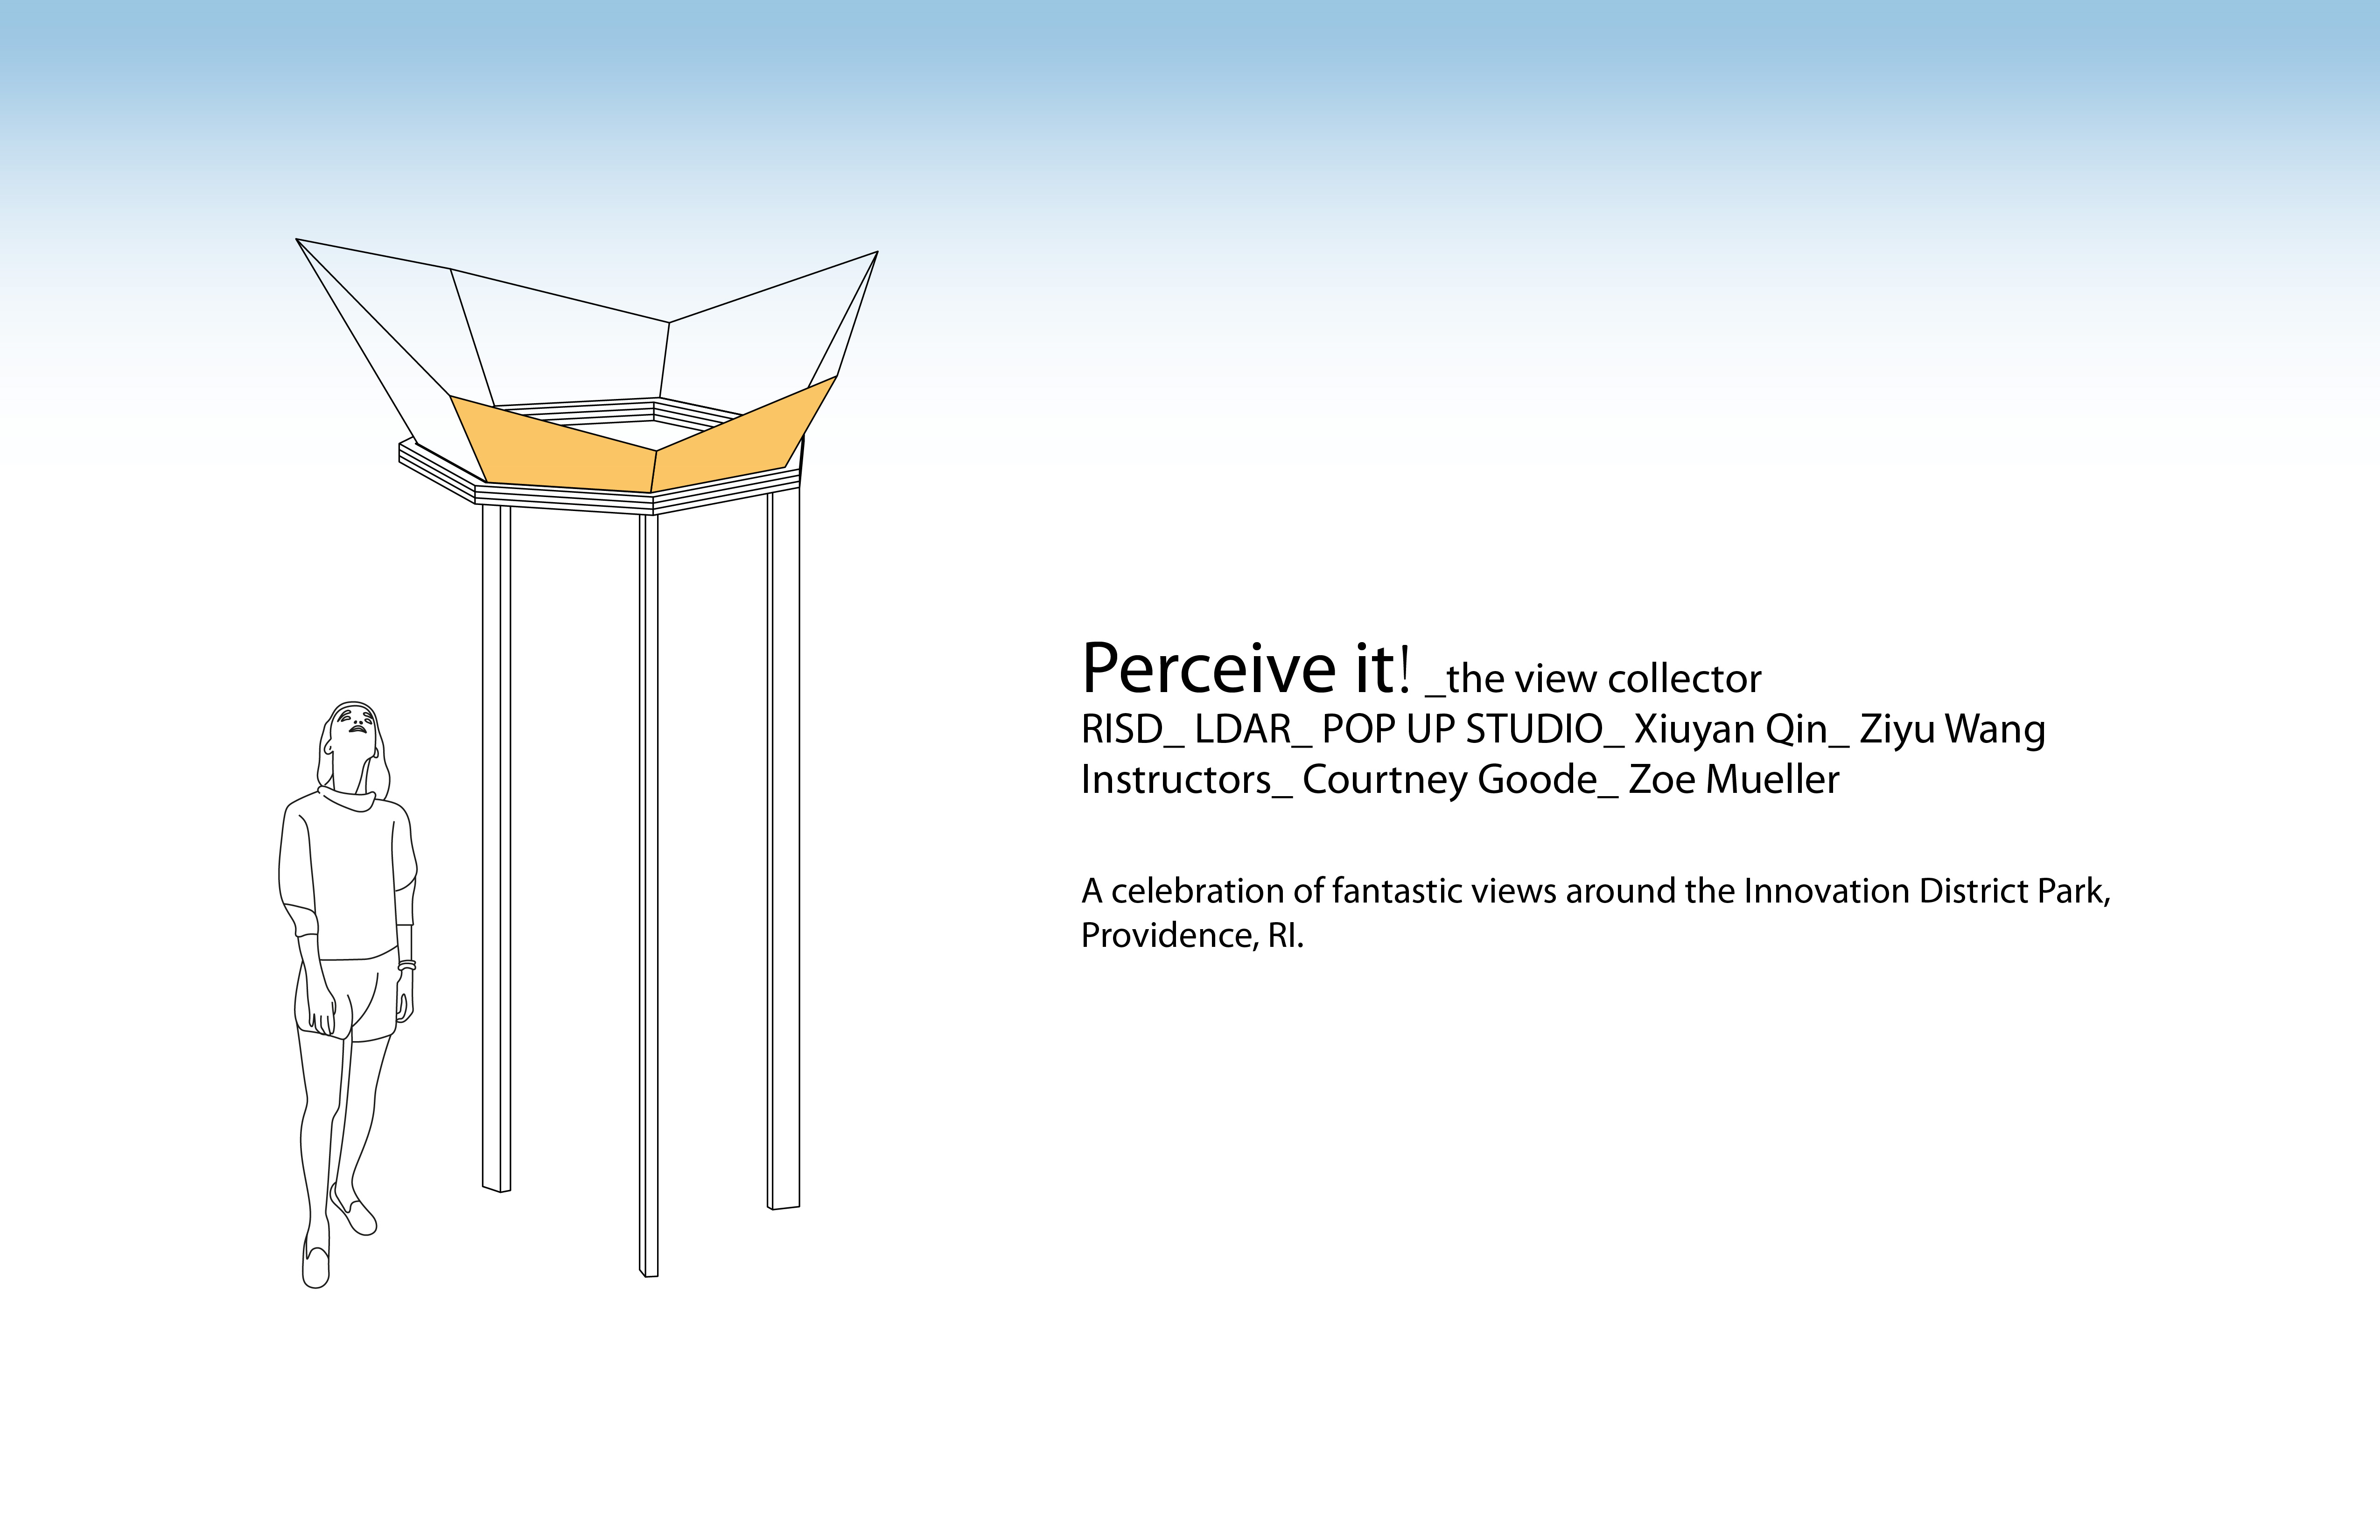 Perceive it! _the view collector
RISD_ LDAR_ POP UP STUDIO_ Xiuyan Qin_ Ziyu Wang
Instructors_ Courtney Goode_ Zoe Mueller
A celebration of fantastic views around the Innovation District Park,
Providence, RI.